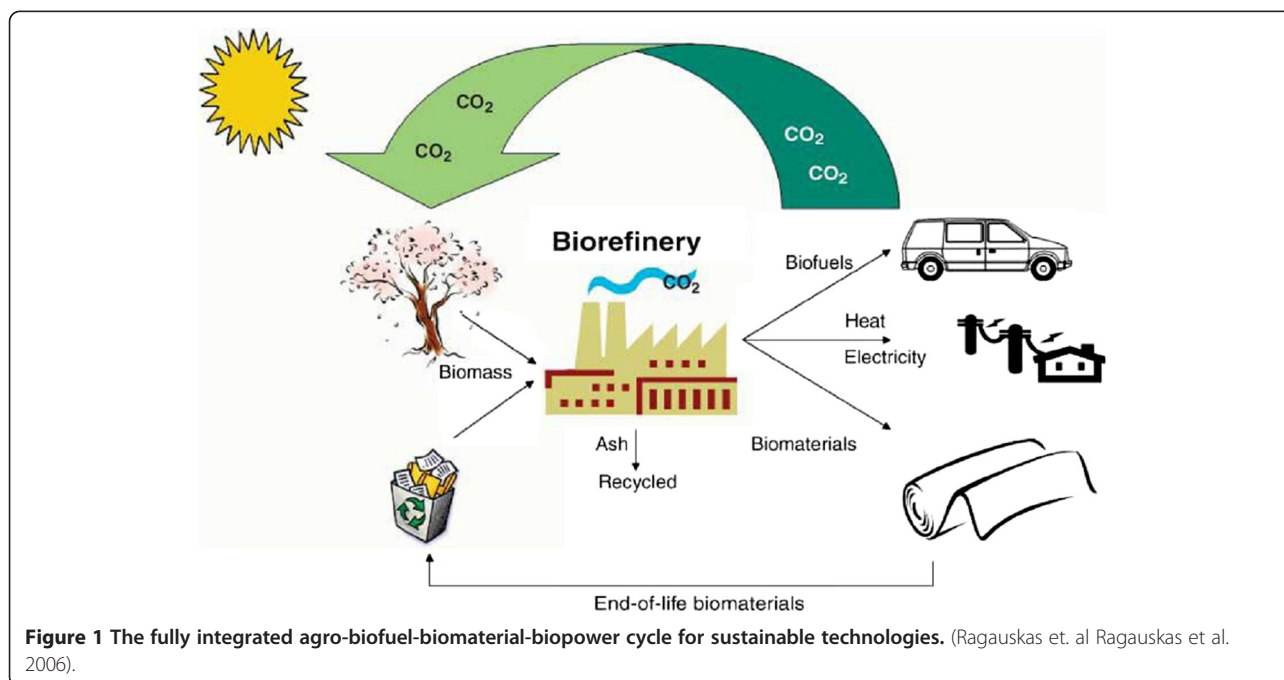 CO2
CO2
CO2
CO2
Biorefinery
CO2
Biofuels
Heat
Electricity
Biomass
Ash
Recycled
Biomaterials
End-of-life biomaterials
Figure 1 The fully integrated agro-biofuel-biomaterial-biopower cycle for sustainable technologies. (Ragauskas et. al Ragauskas et al.
2006).